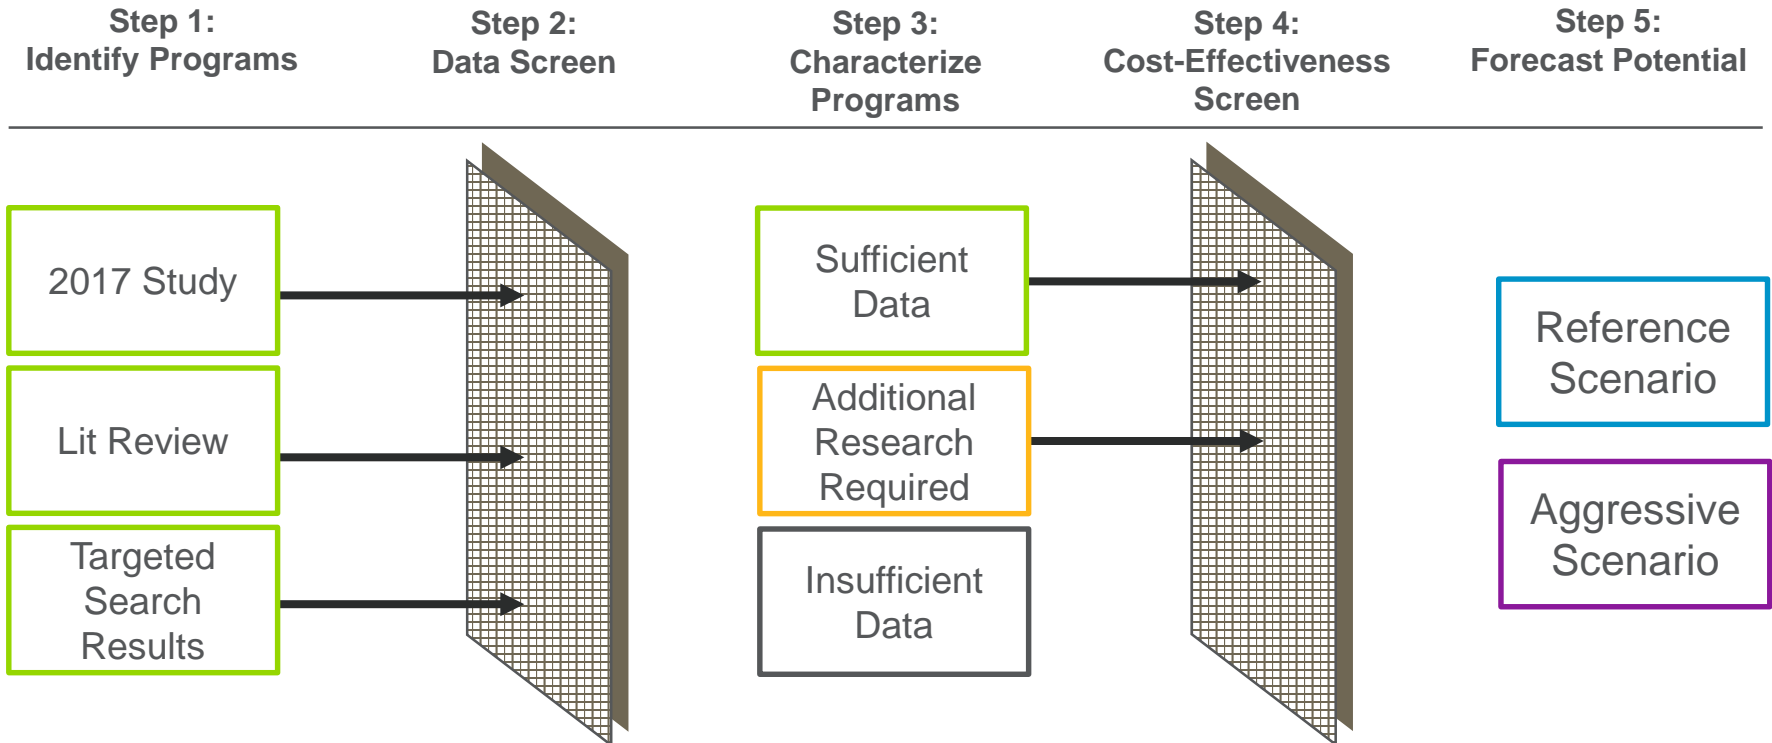 Step 1:
Identify Programs
Step 2:
Data Screen
Step 3:
Characterize
Programs
Step 4:
Cost-Effectiveness
Screen
Step 5:
Forecast Potential
2017 Study
Lit Review
Targeted
Search
Results
Sufficient
Data
Additional
Research
Required
Insufficient
Data
Reference
Scenario
Aggressive
Scenario